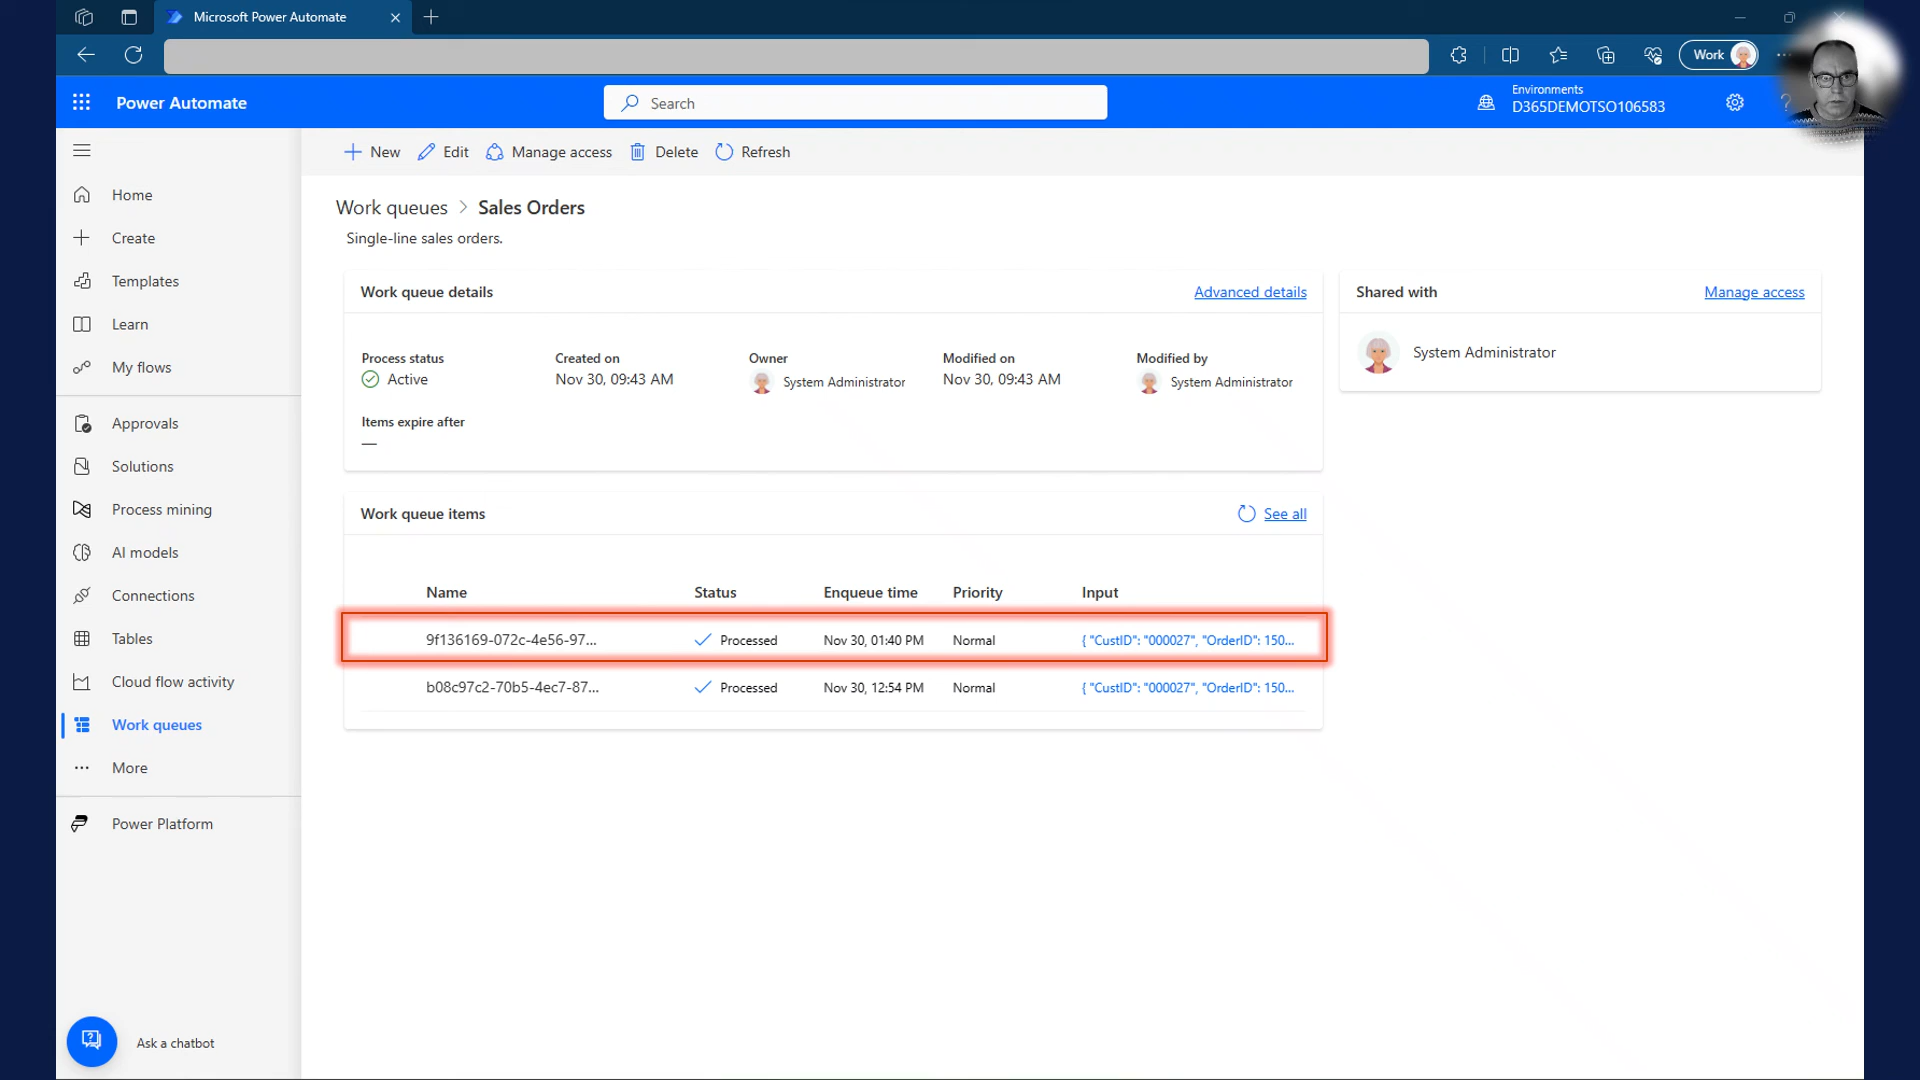 Microsoft Power Automate
Work
Power Automate
Search
Environments
D365DEMOTSO106583
New
Edit
Manage access
Delete
Refresh
Home
Create
Templates
Learn
My flows
Approvals
Solutions
Process mining
AI models
Connections
Tables
Cloud flow activity
Work queues
More
Power Platform
Ask a chatbot
Work queues > Sales Orders
Single-line sales orders.
Work queue details
Advanced details
Process status
Active
Created on
Nov 30, 09:43 AM
Owner
System Administrator
Modified on
Nov 30, 09:43 AM
Modified by
System Administrator
Items expire after
—
Shared with
Manage access
System Administrator
Work queue items
See all
Name Status Enqueue time Priority Input
9f136169-072c-4e56-97... Processed Nov 30, 01:40 PM Normal { "CustID": "000027", "OrderID": 150...
b08c97c2-70b5-4ec7-87... Processed Nov 30, 12:54 PM Normal { "CustID": "000027", "OrderID": 150...